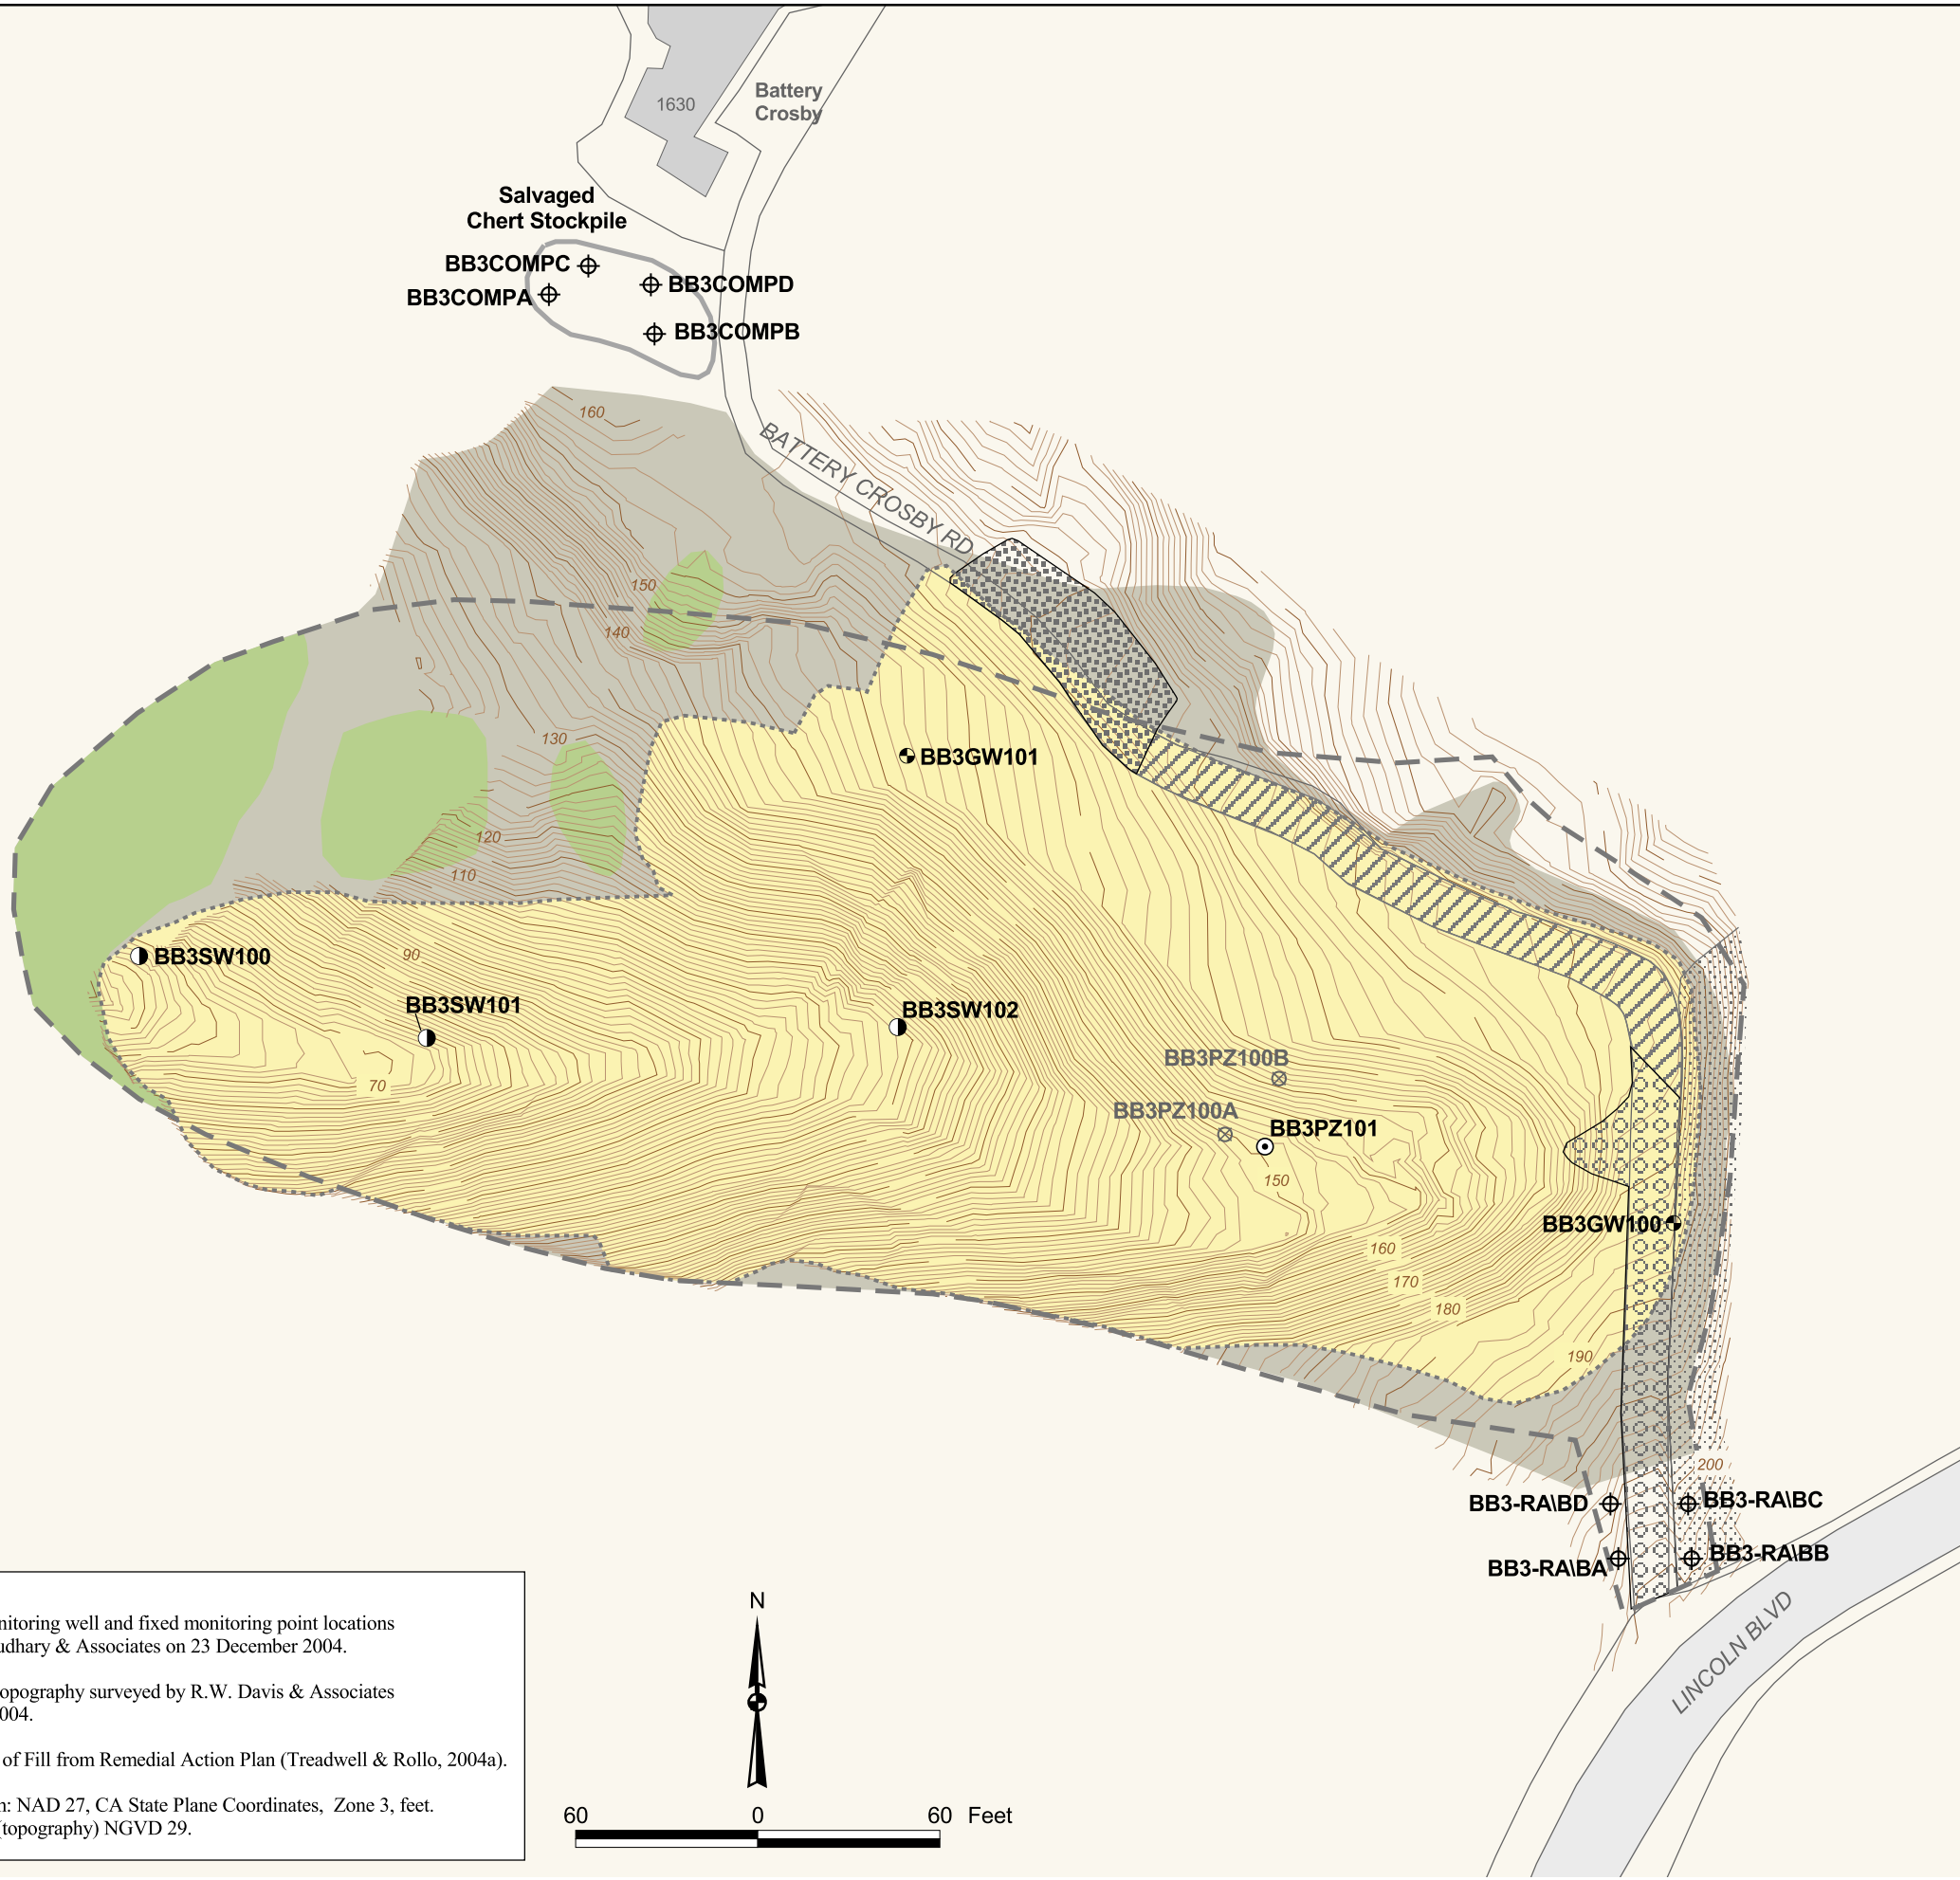 1630
Battery
Crosby
Salvaged
Chert Stockpile
BB3COMPC
BB3COMPD
BB3COMPA
BB3COMPB
160
BATTERY CROSBY RD
150
140
130
BB3GW101
120
110
90
BB3SW100
BB3SW101
BB3SW102
BB3PZ100B
70
BB3PZ100A
BB3PZ101
150
BB3GW100
160
170
180
190
200
BB3-RA\BD
BB3-RA\BC
BB3-RA\BA
BB3-RA\BB
LINCOLN BLVD
nitoring well and fixed monitoring point locations
udhary & Associates on 23 December 2004.
opography surveyed by R.W. Davis & Associates
004.
of Fill from Remedial Action Plan (Treadwell & Rollo, 2004a).
n: NAD 27, CA State Plane Coordinates, Zone 3, feet.
(topography) NGVD 29.
N
60 0 60 Feet